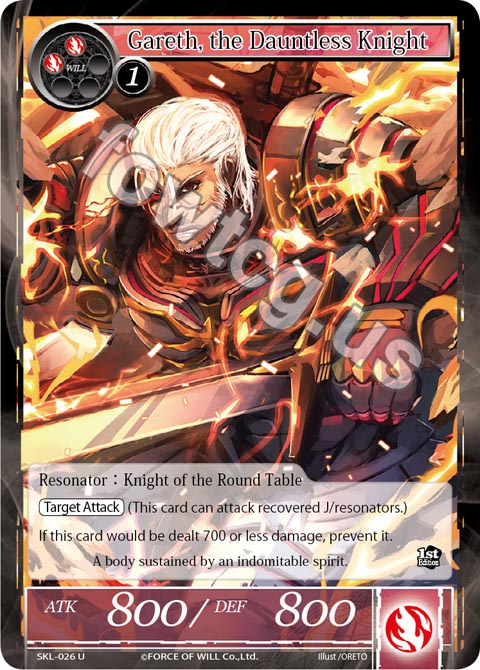 Gareth, the Dauntless Knight
WILL
1
fowtcg.us
Resonator : Knight of the Round Table
Target Attack (This card can attack recovered J/resonators.)
If this card would be dealt 700 or less damage, prevent it.
A body sustained by an indomitable spirit.
1st
Edition
ATK 800 / DEF 800
SKL-026 U ©FORCE OF WILL Co.,Ltd. Illust /ORETO